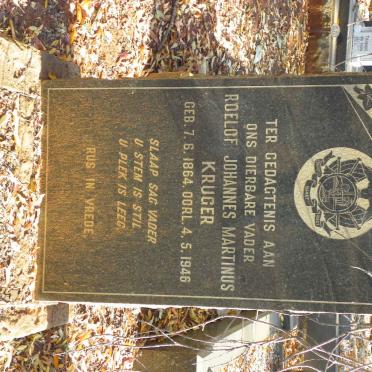 TER GEDAGTENIS AAN
ONS DIERBARE VADER
ROELOF JOHANNES MARTINUS
KRUGER
GEB. 7. 6. 1864, OORL. 4. 5. 1946
SLAAP SAG VADER
U STEM IS STIL
U PLEK IS LEEG
RUS IN VREDE.